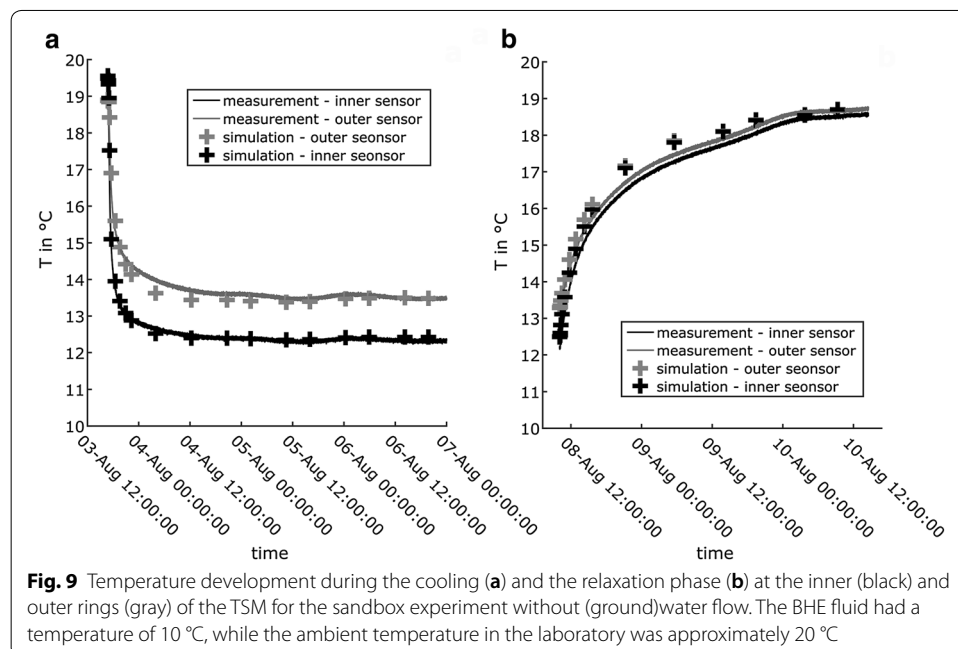 a
20
19
18
17
16
15
14
13
12
11
10
T in °C
measurement - inner sensor
measurement - outer sensor
simulation - outer seonsor
simulation - inner seonsor
03-Aug 12:00:00
04-Aug 00:00:00
04-Aug 12:00:00
05-Aug 00:00:00
05-Aug 12:00:00
06-Aug 00:00:00
06-Aug 12:00:00
07-Aug 00:00:00
time
b
20
19
18
17
16
15
14
13
12
11
10
T in °C
measurement - inner sensor
measurement - outer sensor
simulation - outer seonsor
simulation - inner seonsor
08-Aug 12:00:00
09-Aug 00:00:00
09-Aug 12:00:00
10-Aug 00:00:00
10-Aug 12:00:00
time
Fig. 9 Temperature development during the cooling (a) and the relaxation phase (b) at the inner (black) and
outer rings (gray) of the TSM for the sandbox experiment without (ground)water flow. The BHE fluid had a
temperature of 10 °C, while the ambient temperature in the laboratory was approximately 20 °C